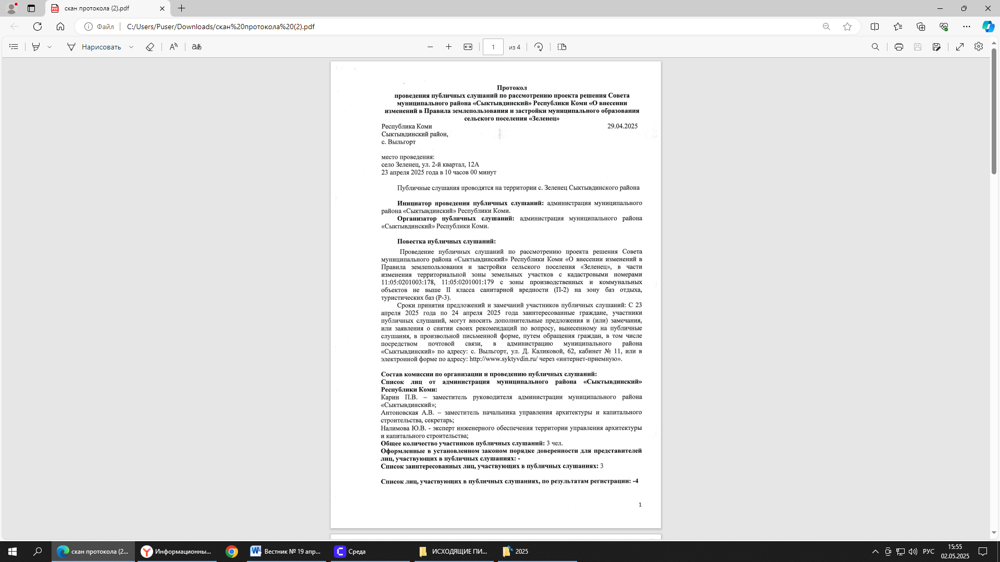 скан протокола (2).pdf
Файл
C:/Users/Puser/Downloads/скан%20протокола%20(2).pdf
Нарисовать
1
из 4
Протокол
проведения публичных слушаний по рассмотрению проекта решения Совета
муниципального района «Сыктывдинский» Республики Коми «О внесении
изменений в Правила землепользования и застройки муниципального образования
сельского поселения «Зеленец»
Республика Коми 29.04.2025
Сыктывдинский район,
с. Выльгорт
место проведения:
село Зеленец, ул. 2-й квартал, 12А
23 апреля 2025 года в 10 часов 00 минут
Публичные слушания проводятся на территории с. Зеленец Сыктывдинского района
Инициатор проведения публичных слушаний: администрация муниципального
района «Сыктывдинский» Республики Коми.
Организатор публичных слушаний: администрация муниципального района
«Сыктывдинский» Республики Коми.
Повестка публичных слушаний:
Проведение публичных слушаний по рассмотрению проекта решения Совета
муниципального района «Сыктывдинский» Республики Коми «О внесении изменений в
Правила землепользования и застройки сельского поселения «Зеленец», в части
изменения территориальной зоны земельных участков с кадастровыми номерами
11:05:0201003:178, 11:05:0201001:179 с зоны производственных и коммунальных
объектов не выше II класса санитарной вредности (П-2) на зону баз отдыха,
туристических баз (Р-3).
Сроки принятия предложений и замечаний участников публичных слушаний: С 23
апреля 2025 года по 24 апреля 2025 года заинтересованные граждане, участники
публичных слушаний, могут вносить дополнительные предложения и (или) замечания,
или заявления о снятии своих рекомендаций по вопросу, вынесенному на публичные
слушания, в произвольной письменной форме, путем обращения граждан, в том числе
посредством почтовой связи, в администрацию муниципального района
«Сыктывдинский» по адресу: с. Выльгорт, ул. Д. Каликовой, 62, кабинет № 11, или в
электронной форме по адресу: http://www.syktyvdin.ru/ через «интернет-приемную».
Состав комиссии по организации и проведению публичных слушаний:
Список лиц от администрация муниципального района «Сыктывдинский»
Республики Коми:
Карин П.В. – заместитель руководителя администрации муниципального района
«Сыктывдинский»;
Антоновская А.В. – заместитель начальника управления архитектуры и капитального
строительства, секретарь;
Налимова Ю.В. - эксперт инженерного обеспечения территории управления архитектуры
и капитального строительства;
Общее количество участников публичных слушаний: 3 чел.
Оформленные в установленном законом порядке доверенности для представителей
лиц, участвующих в публичных слушаниях: -
Список заинтересованных лиц, участвующих в публичных слушаниях: 3
Список лиц, участвующих в публичных слушаниях, по результатам регистрации: -4
1
скан протокола (2...
Информационны...
Вестник № 19 апр...
Среда
ИСХОДЯЩИЕ ПИ...
2025
РУС
15:55
02.05.2025